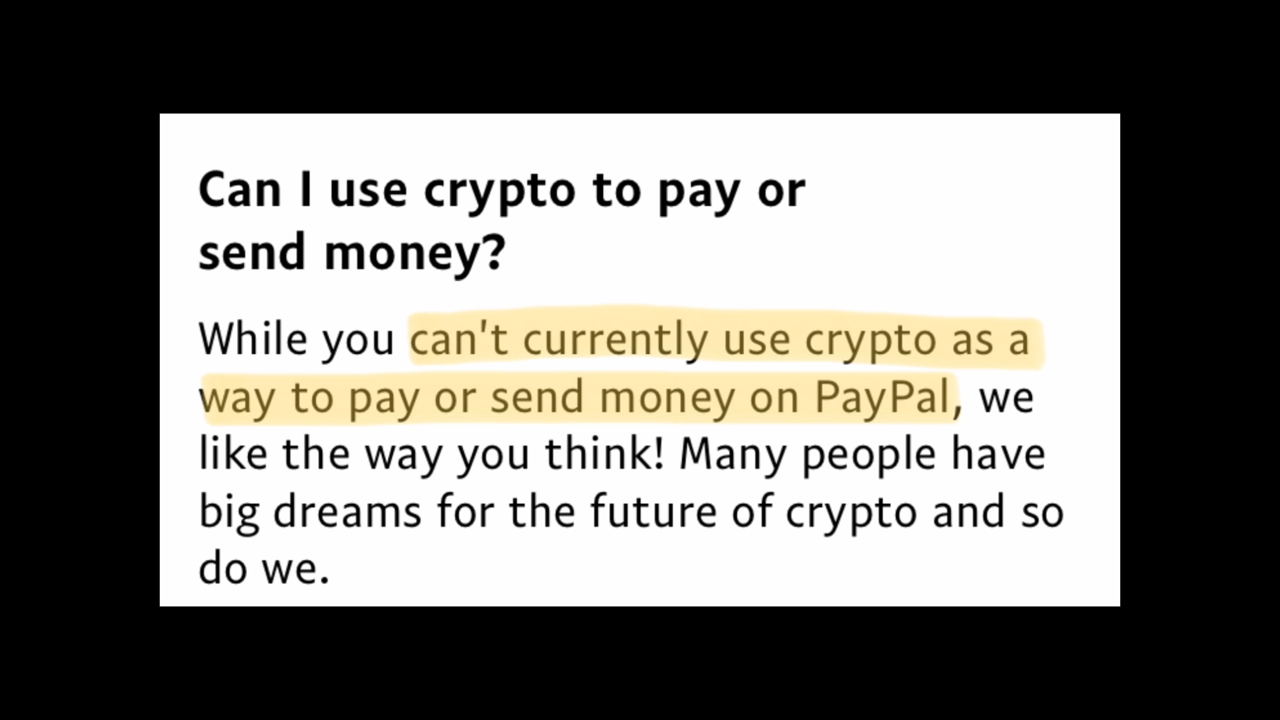 Can I use crypto to pay or
send money?
While you can't currently use crypto as a
way to pay or send money on PayPal, we
like the way you think! Many people have
big dreams for the future of crypto and so
do we.